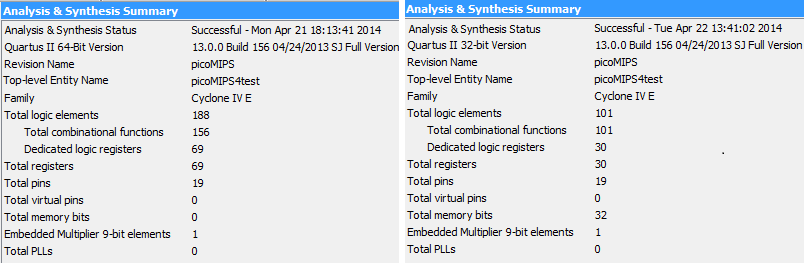 Analysis & Synthesis Summary
Analysis & Synthesis Status Successful - Mon Apr 21 18:13:41 2014
Quartus II 64-Bit Version 13.0.0 Build 156 04/24/2013 SJ Full Version
Revision Name picoMIPS
Top-level Entity Name picoMIPS4test
Family Cyclone IV E
Total logic elements 188
Total combinational functions 156
Dedicated logic registers 69
Total registers 69
Total pins 19
Total virtual pins 0
Total memory bits 0
Embedded Multiplier 9-bit elements 1
Total PLLs 0
Analysis & Synthesis Summary
Analysis & Synthesis Status Successful - Tue Apr 22 13:41:02 2014
Quartus II 32-bit Version 13.0.0 Build 156 04/24/2013 SJ Full Version
Revision Name picoMIPS
Top-level Entity Name picoMIPS4test
Family Cyclone IV E
Total logic elements 101
Total combinational functions 101
Dedicated logic registers 30
Total registers 30
Total pins 19
Total virtual pins 0
Total memory bits 32
Embedded Multiplier 9-bit elements 1
Total PLLs 0